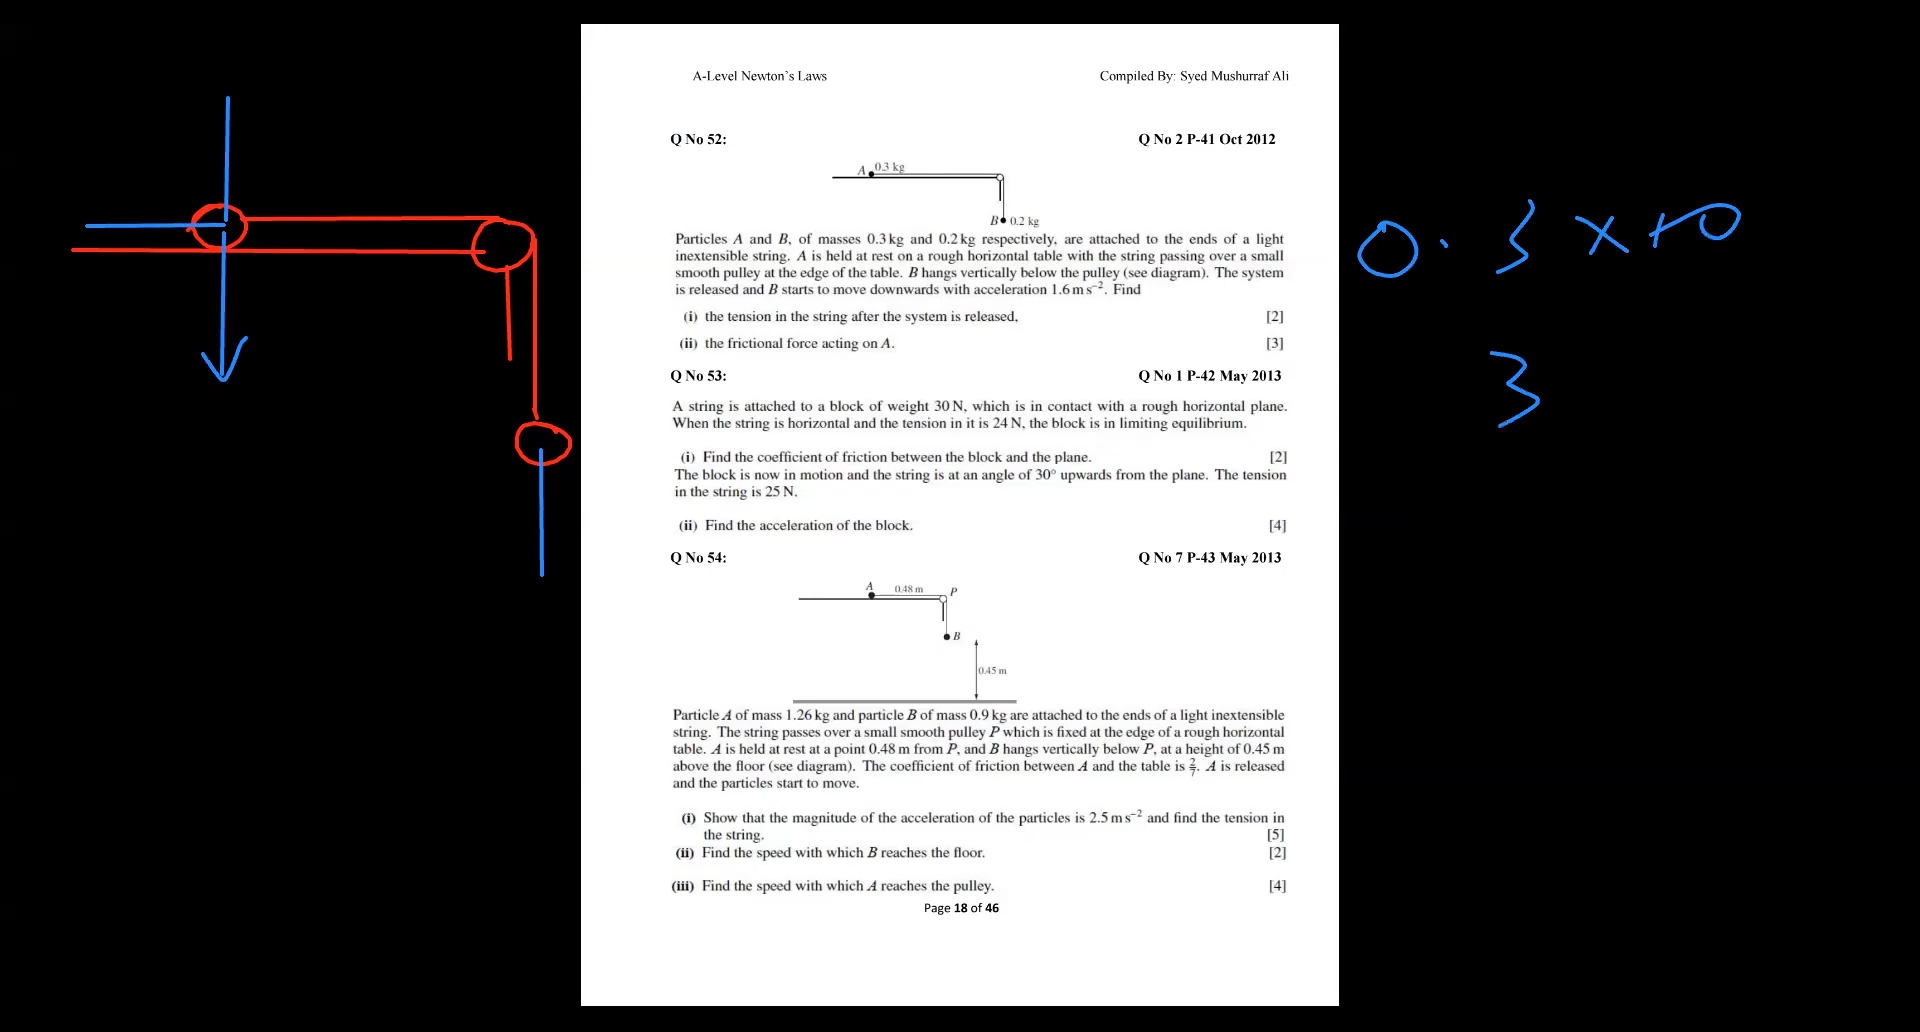 A-Level Newton's Laws Compiled By: Syed Mushurraf Ali
Q No 52: Q No 2 P-41 Oct 2012
A 0.3 kg
B 0.2 kg
Particles A and B, of masses 0.3 kg and 0.2 kg respectively, are attached to the ends of a light
inextensible string. A is held at rest on a rough horizontal table with the string passing over a small
smooth pulley at the edge of the table. B hangs vertically below the pulley (see diagram). The system
is released and B starts to move downwards with acceleration 1.6 m s⁻². Find
(i) the tension in the string after the system is released, [2]
(ii) the frictional force acting on A. [3]
Q No 53: Q No 1 P-42 May 2013
A string is attached to a block of weight 30 N, which is in contact with a rough horizontal plane.
When the string is horizontal and the tension in it is 24 N, the block is in limiting equilibrium.
(i) Find the coefficient of friction between the block and the plane. [2]
The block is now in motion and the string is at an angle of 30° upwards from the plane. The tension
in the string is 25 N.
(ii) Find the acceleration of the block. [4]
Q No 54: Q No 7 P-43 May 2013
A 0.48 m P
B
0.45 m
Particle A of mass 1.26 kg and particle B of mass 0.9 kg are attached to the ends of a light inextensible
string. The string passes over a small smooth pulley P which is fixed at the edge of a rough horizontal
table. A is held at rest at a point 0.48 m from P, and B hangs vertically below P, at a height of 0.45 m
above the floor (see diagram). The coefficient of friction between A and the table is 2/7. A is released
and the particles start to move.
(i) Show that the magnitude of the acceleration of the particles is 2.5 m s⁻² and find the tension in
the string. [5]
(ii) Find the speed with which B reaches the floor. [2]
(iii) Find the speed with which A reaches the pulley. [4]
Page 18 of 46
0.3 × 10
3